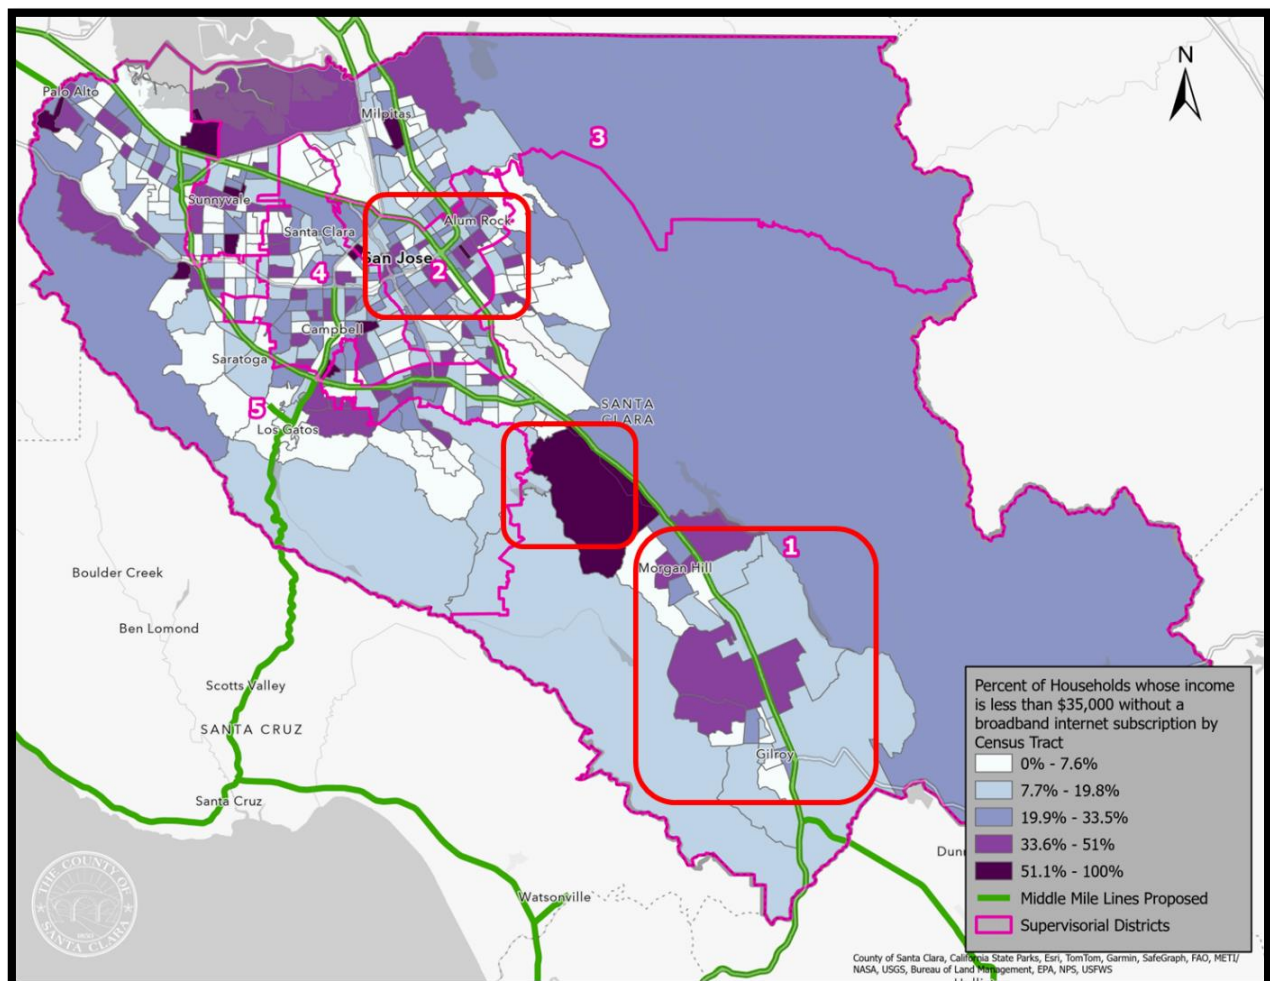 N
Palo Alto
Milpitas
3
Sunnyvale
Alum Rock
Santa Clara
San Jose
4
2
Campbell
Saratoga
5
Los Gatos
SANTA
CLARA
1
Boulder Creek
Morgan Hill
Ben Lomond
Scotts Valley
SANTA CRUZ
Gilroy
Santa Cruz
Watsonville
Percent of Households whose income
is less than $35,000 without a
broadband internet subscription by
Census Tract
0% - 7.6%
7.7% - 19.8%
19.9% - 33.5%
33.6% - 51%
51.1% - 100%
Middle Mile Lines Proposed
Supervisorial Districts
THE COUNTY OF
SANTA CLARA
County of Santa Clara, California State Parks, Esri, TomTom, Garmin, SafeGraph, FAO, METI/
NASA, USGS, Bureau of Land Management, EPA, NPS, USFWS